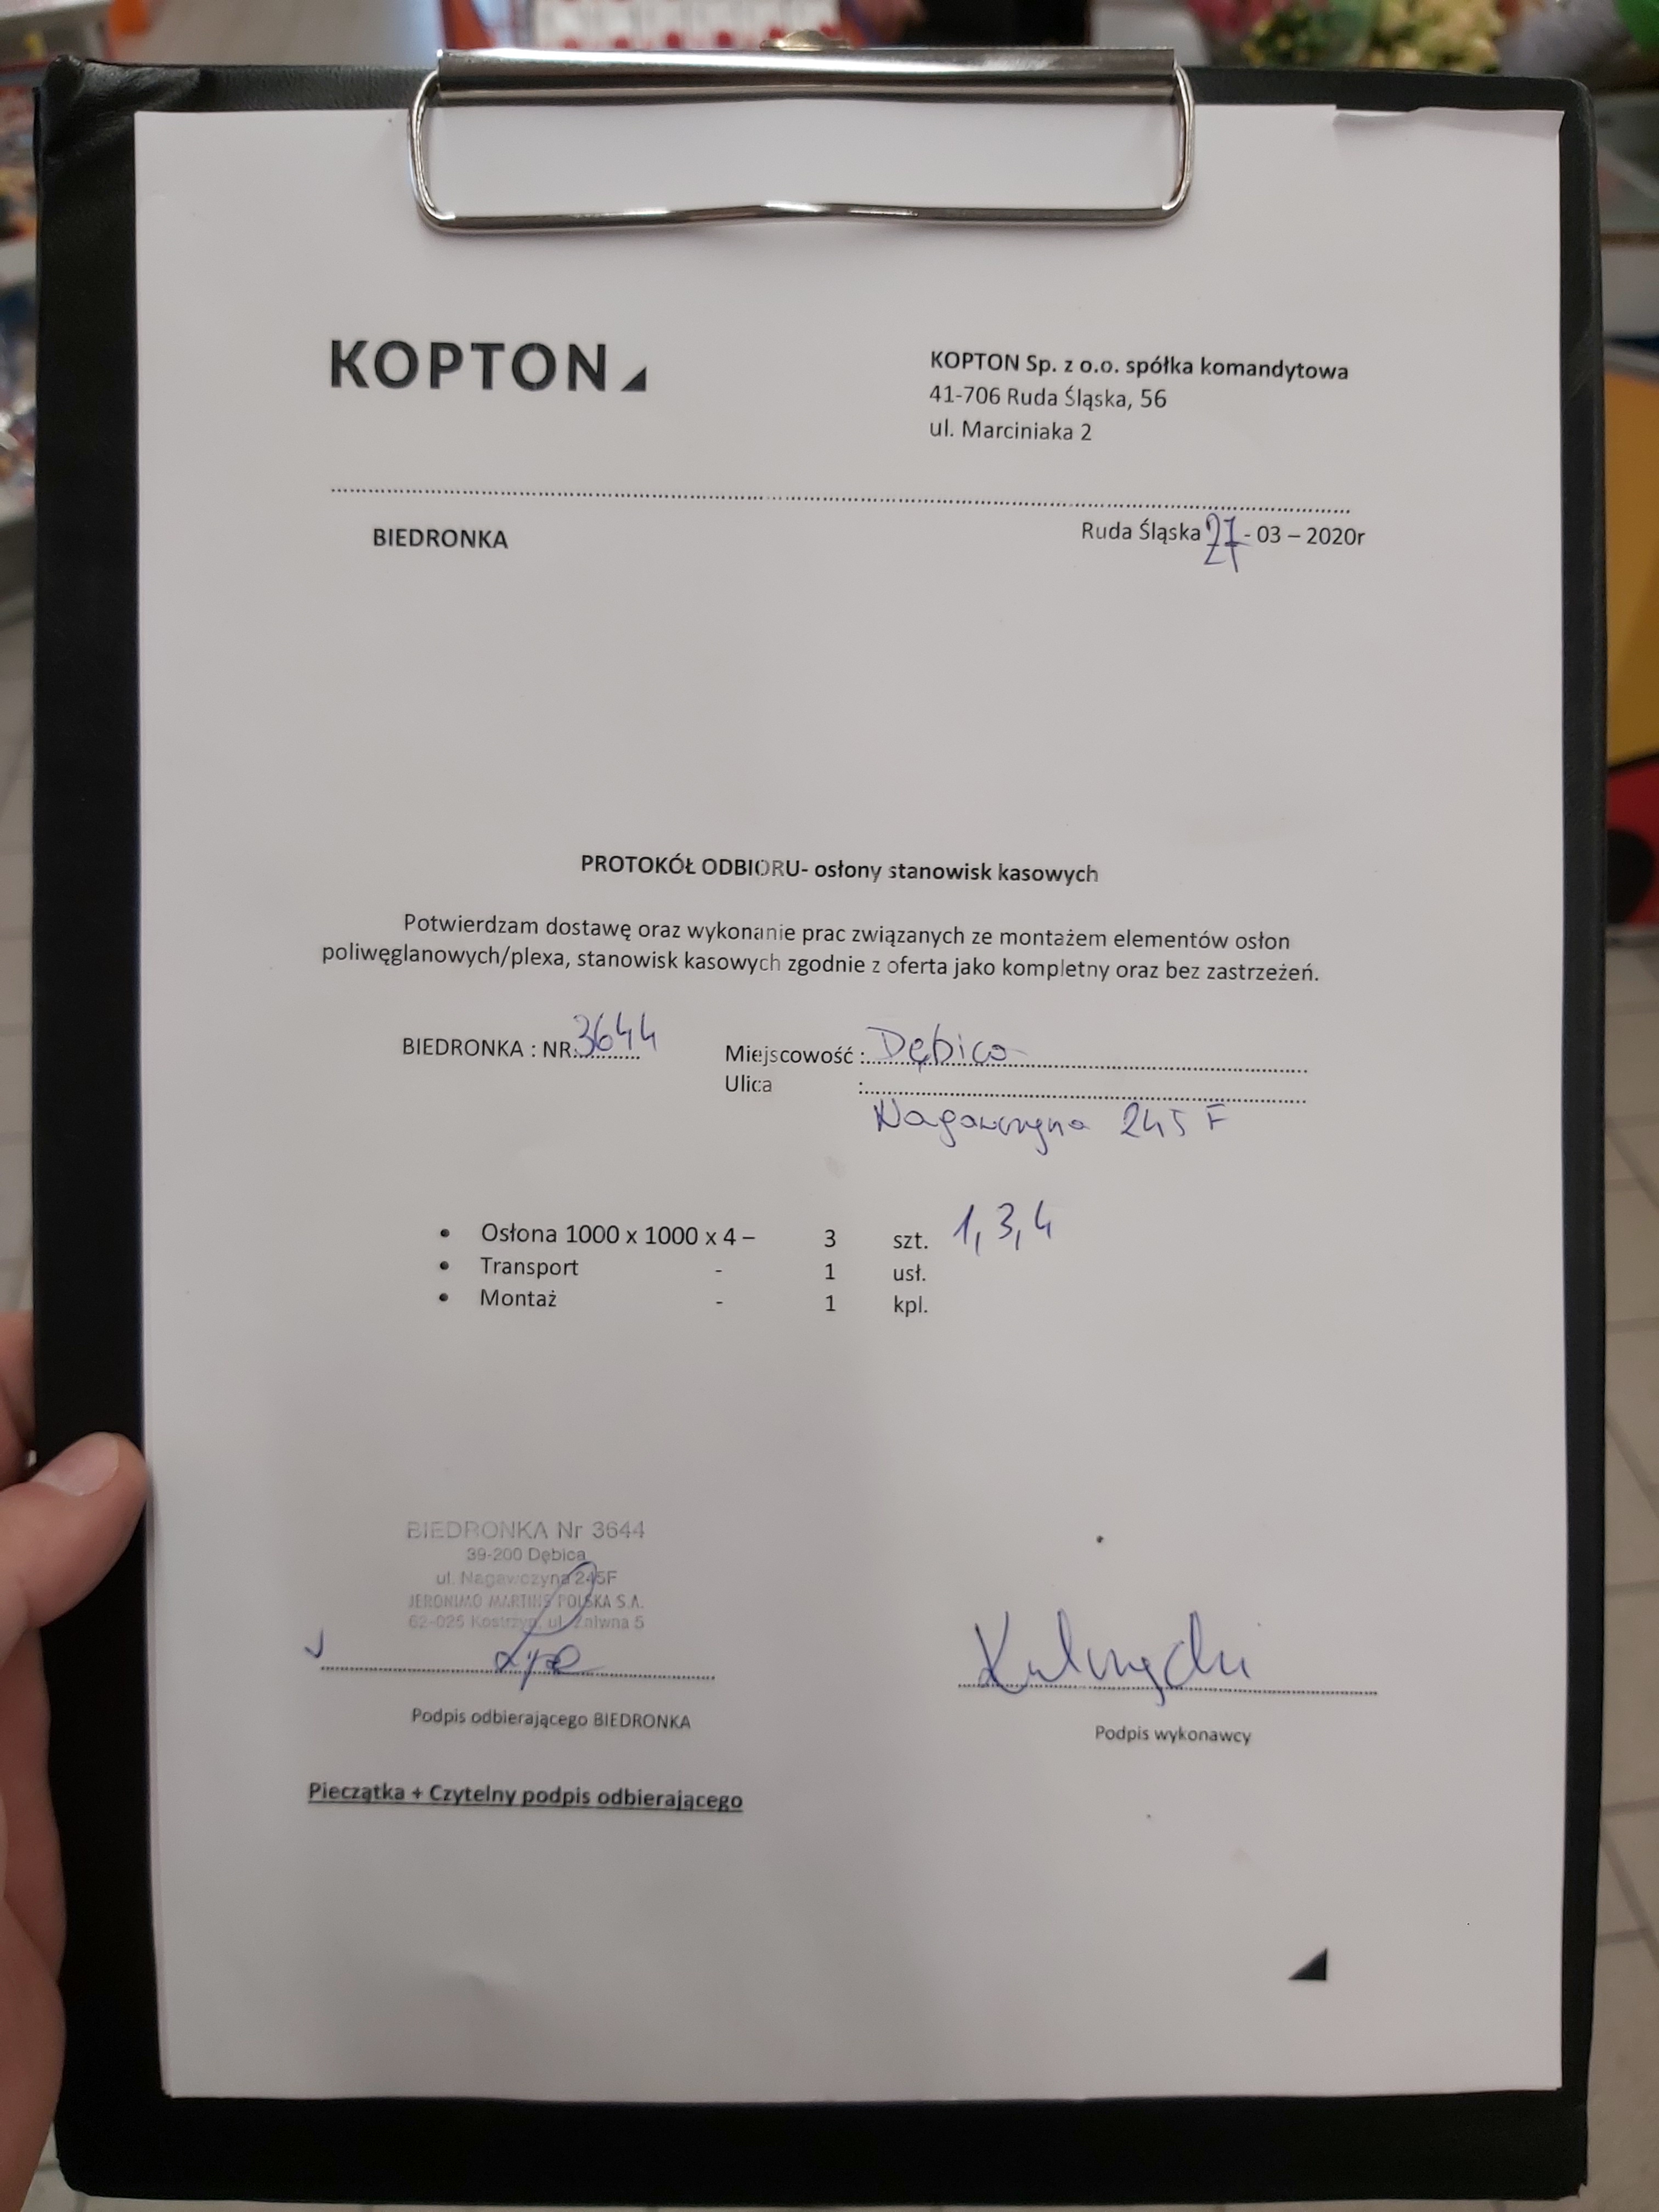 KOPTON
KOPTON Sp. z o.o. spółka komandytowa
41-706 Ruda Śląska, 56
ul. Marciniaka 2
BIEDRONKA
Ruda Śląska 27 - 03 – 2020r
PROTOKÓŁ ODBIORU- osłony stanowisk kasowych
Potwierdzam dostawę oraz wykonanie prac związanych ze montażem elementów osłon
poliwęglanowych/plexa, stanowisk kasowych zgodnie z oferta jako kompletny oraz bez zastrzeżeń.
BIEDRONKA : NR 3644
Miejscowość : Dębica
Ulica :
Nagawczyna 245 F
• Osłona 1000 x 1000 x 4 – 3 szt. 1, 3, 4
• Transport - 1 usł.
• Montaż - 1 kpl.
BIEDRONKA Nr 3644
39-200 Dębica
ul. Nagawczyna 245F
JERONIMO MARTINS POLSKA S.A.
62-025 Kostrzyn, ul. Żniwna 5
Podpis odbierającego BIEDRONKA
Podpis wykonawcy
Pieczątka + Czytelny podpis odbierającego